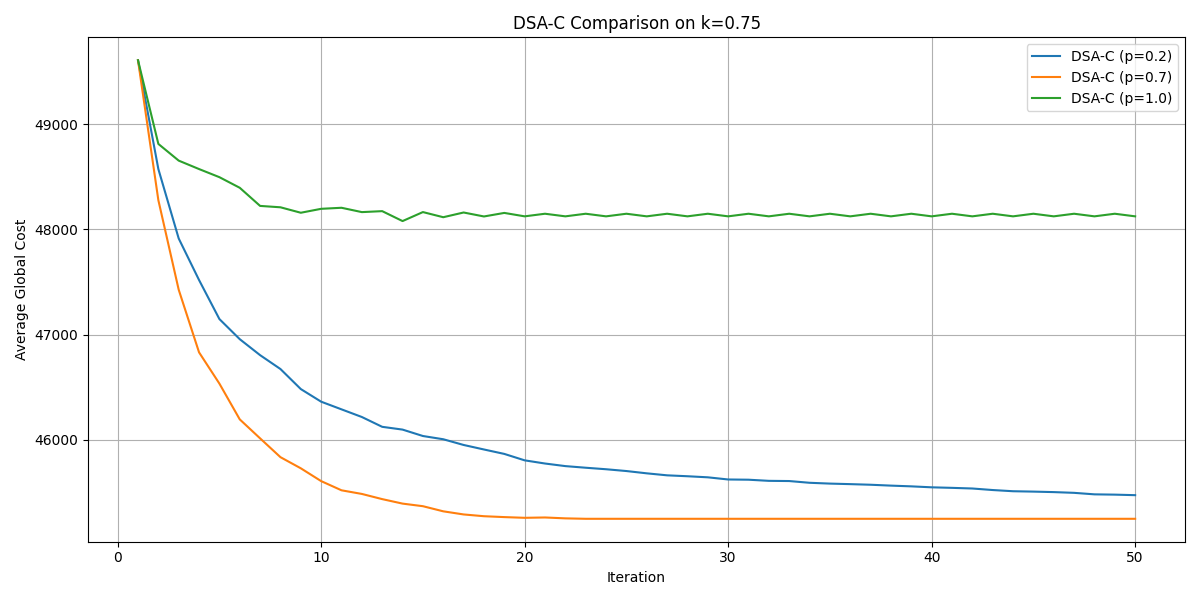 DSA-C Comparison on k=0.75
DSA-C (p=0.2)
DSA-C (p=0.7)
DSA-C (p=1.0)
Average Global Cost
49000
48000
47000
46000
0 10 20 30 40 50
Iteration